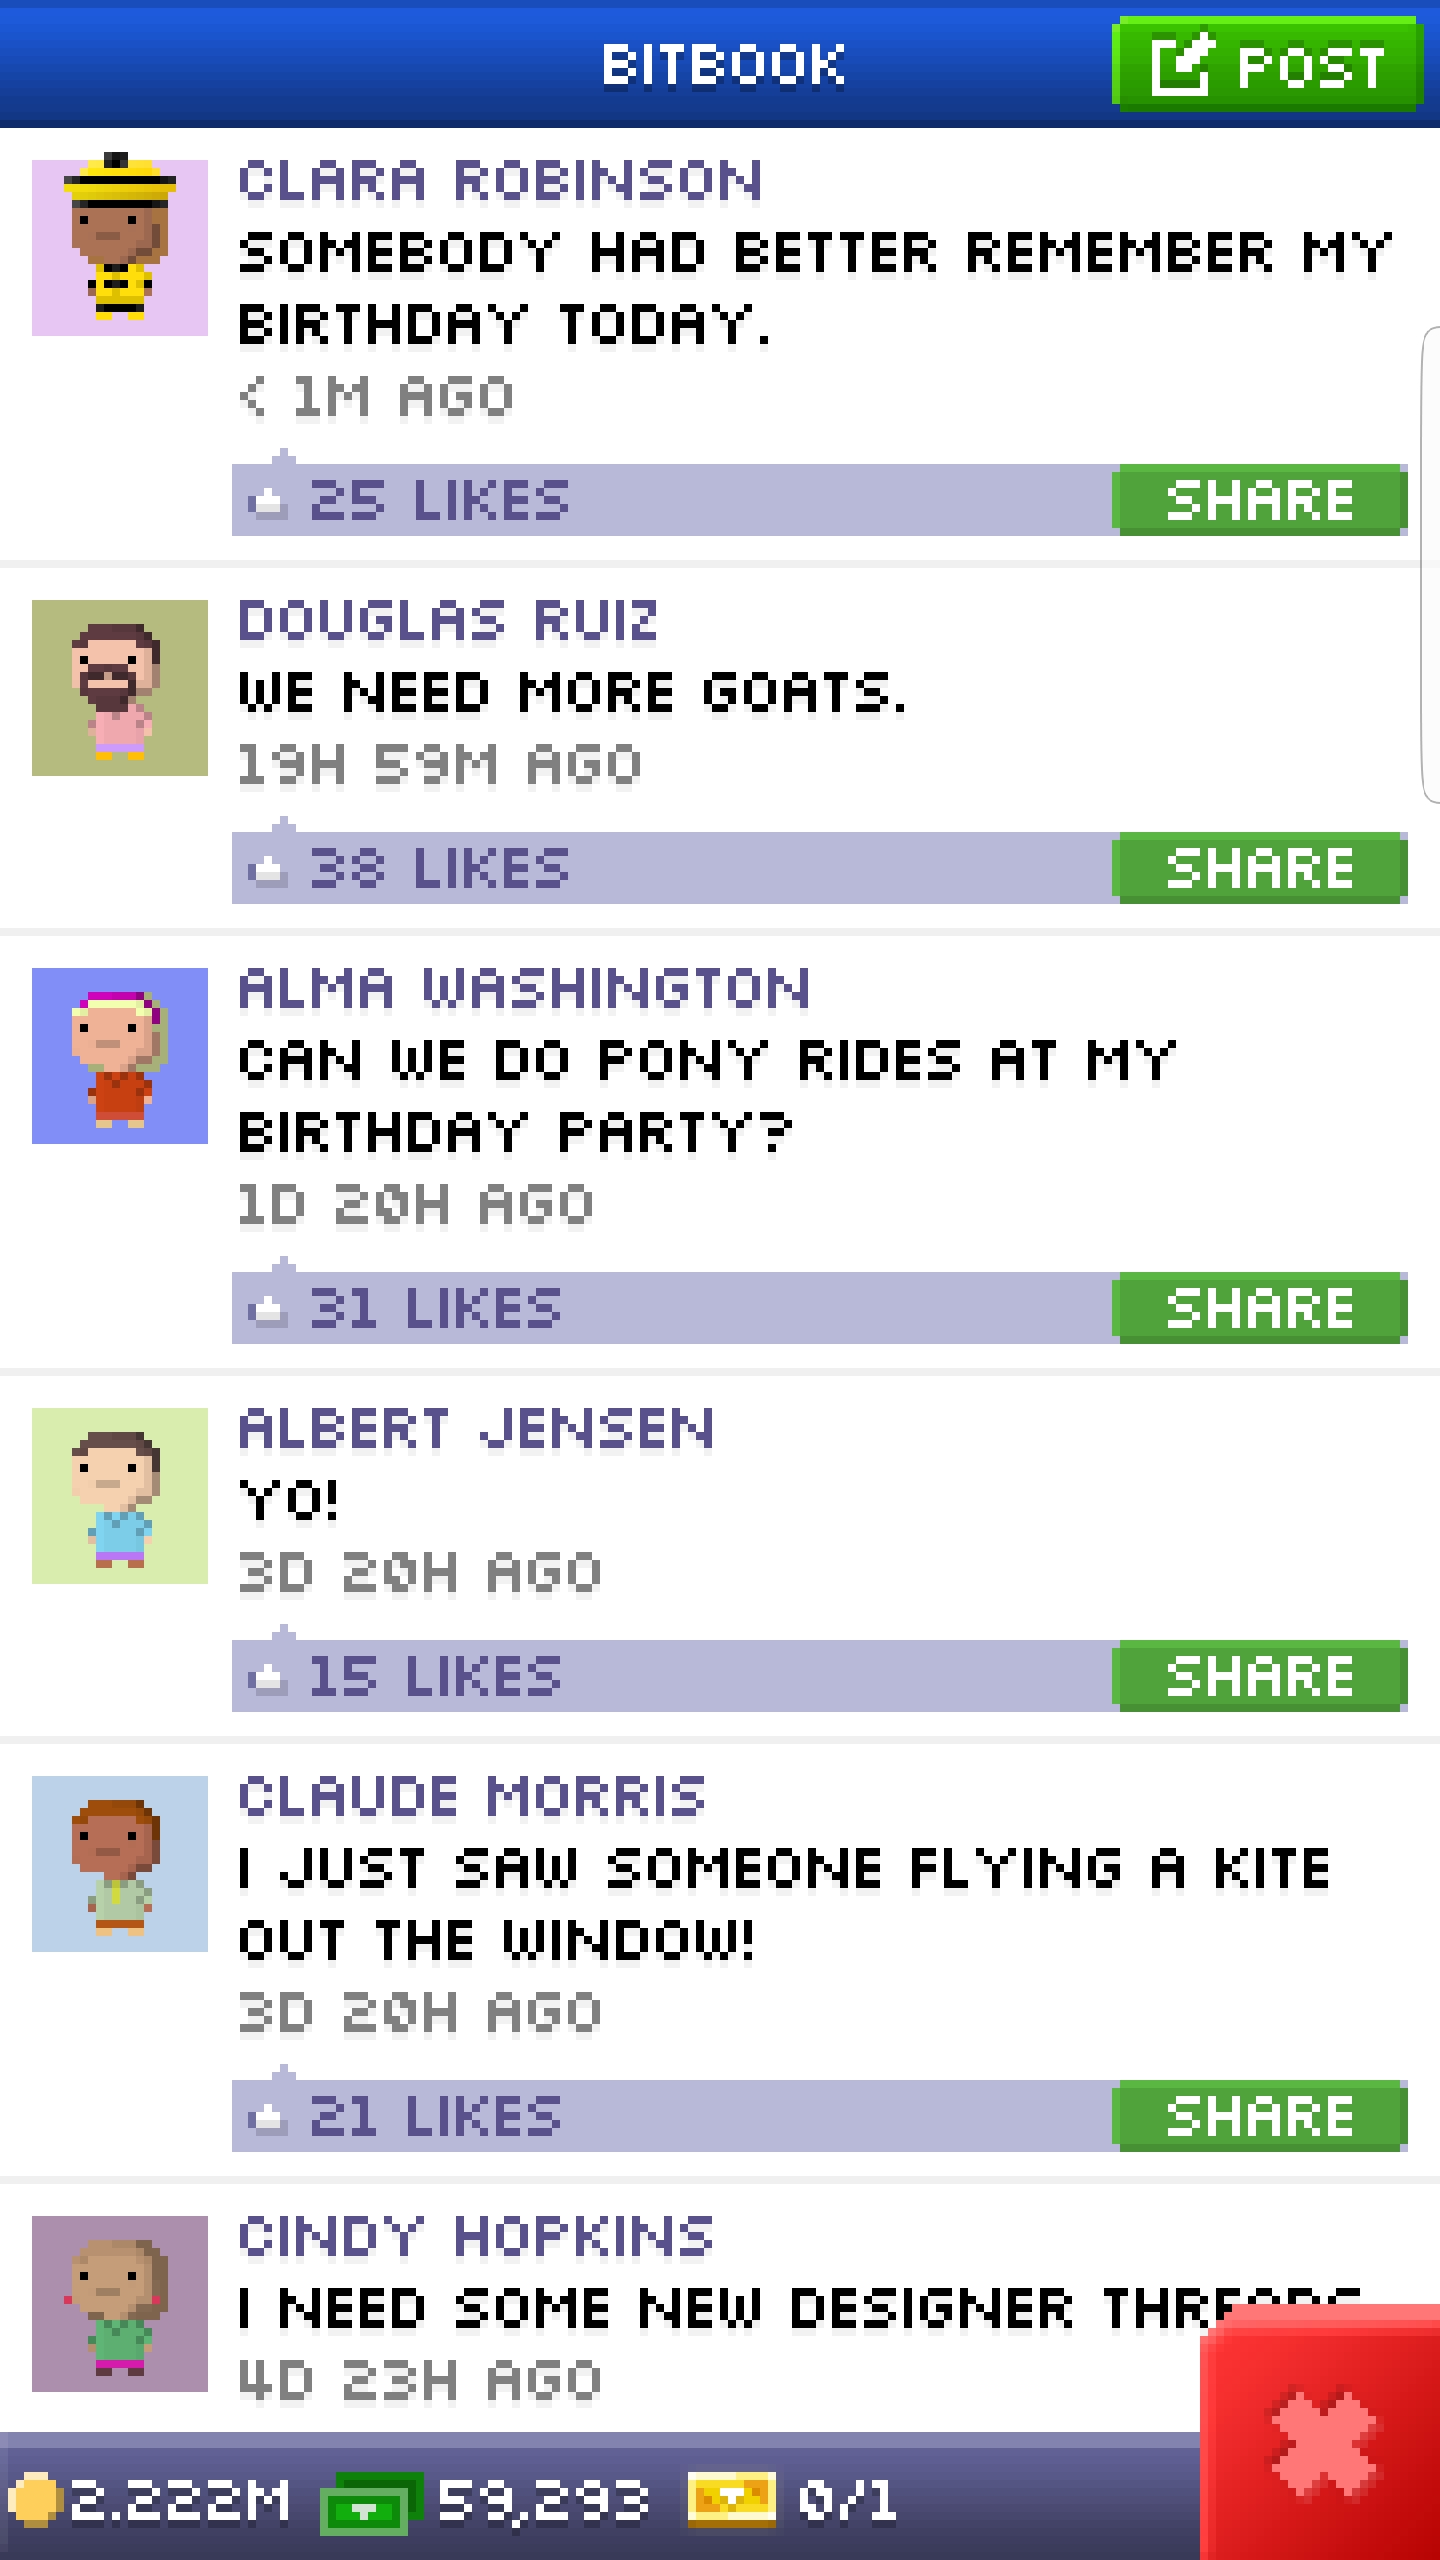 BITBOOK
POST
CLARA ROBINSON
SOMEBODY HAD BETTER REMEMBER MY
BIRTHDAY TODAY.
< 1M AGO
25 LIKES
SHARE
DOUGLAS RUIZ
WE NEED MORE GOATS.
19H 59M AGO
38 LIKES
SHARE
ALMA WASHINGTON
CAN WE DO PONY RIDES AT MY
BIRTHDAY PARTY?
1D 20H AGO
31 LIKES
SHARE
ALBERT JENSEN
YO!
3D 20H AGO
15 LIKES
SHARE
CLAUDE MORRIS
I JUST SAW SOMEONE FLYING A KITE
OUT THE WINDOW!
3D 20H AGO
21 LIKES
SHARE
CINDY HOPKINS
I NEED SOME NEW DESIGNER THREADS
4D 23H AGO
2.222M 59,293 0/1